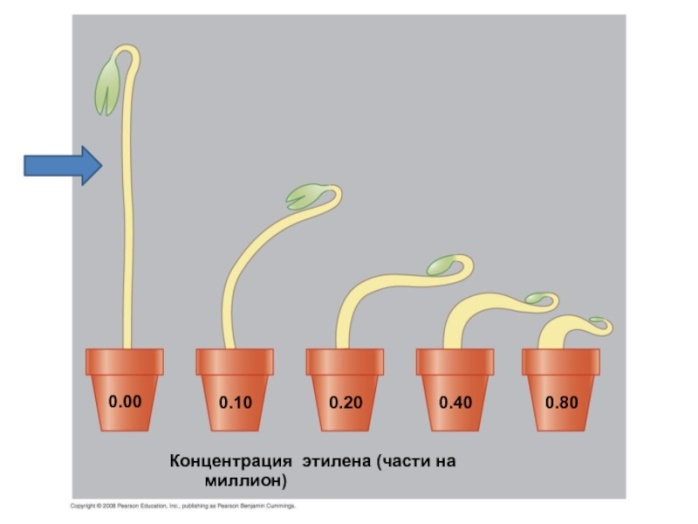 0.00 0.10 0.20 0.40 0.80
Концентрация этилена (части на
миллион)
Copyright © 2008 Pearson Education, Inc., publishing as Pearson Benjamin Cummings.